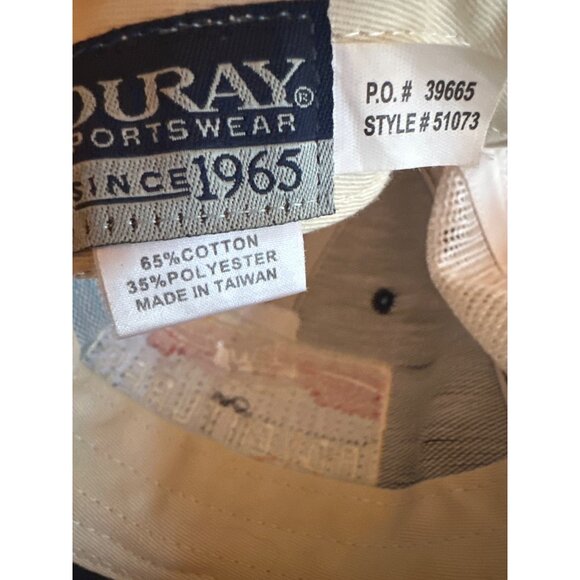 OURAY®
SPORTSWEAR
SINCE 1965
P.O. # 39665
STYLE # 51073
65%COTTON
35%POLYESTER
MADE IN TAIWAN